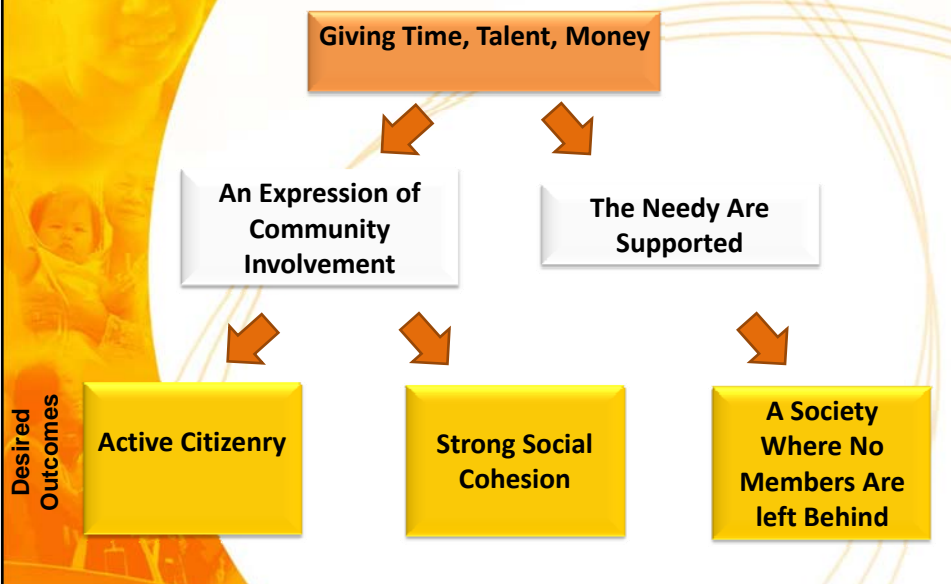 Giving Time, Talent, Money
An Expression of
Community
Involvement
The Needy Are
Supported
Desired
Outcomes
Active Citizenry
Strong Social
Cohesion
A Society
Where No
Members Are
left Behind